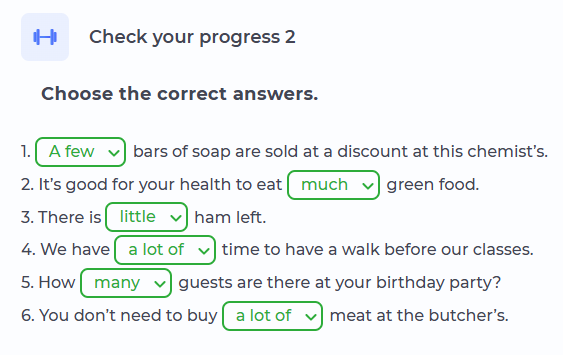 Check your progress 2
Choose the correct answers.
1. A few bars of soap are sold at a discount at this chemist’s.
2. It’s good for your health to eat much green food.
3. There is little ham left.
4. We have a lot of time to have a walk before our classes.
5. How many guests are there at your birthday party?
6. You don’t need to buy a lot of meat at the butcher’s.